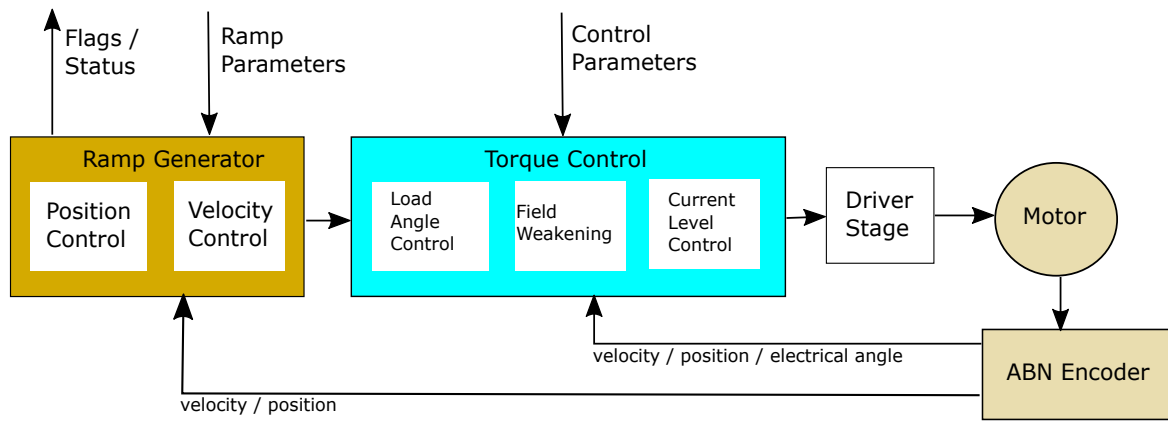 Flags /
Status
Ramp
Parameters
Control
Parameters
Ramp Generator
Position
Control
Velocity
Control
Torque Control
Load
Angle
Control
Field
Weakening
Current
Level
Control
Driver
Stage
Motor
velocity / position / electrical angle
ABN Encoder
velocity / position